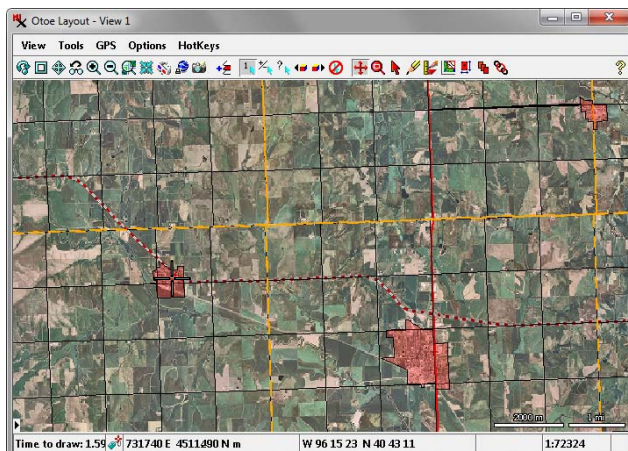 Otoe Layout - View 1
View Tools GPS Options HotKeys
2000 m 1 mi
Time to draw: 1.59 731740 E 4511490 N m W 96 15 23 N 40 43 11 1:72324